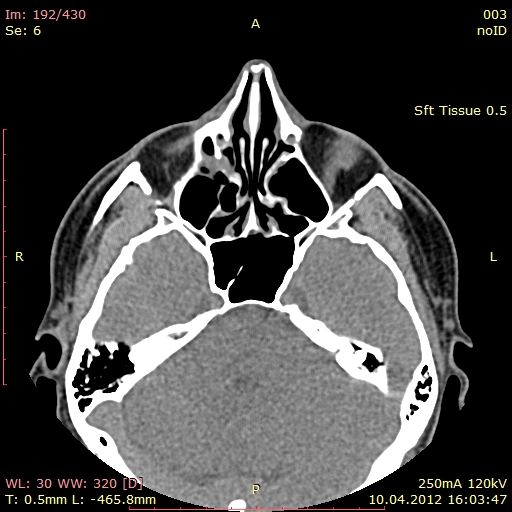 Im: 192/430
Se: 6
A
003
noID
Sft Tissue 0.5
R
L
WL: 30 WW: 320 [D]
T: 0.5mm L: -465.8mm
P
250mA 120kV
10.04.2012 16:03:47